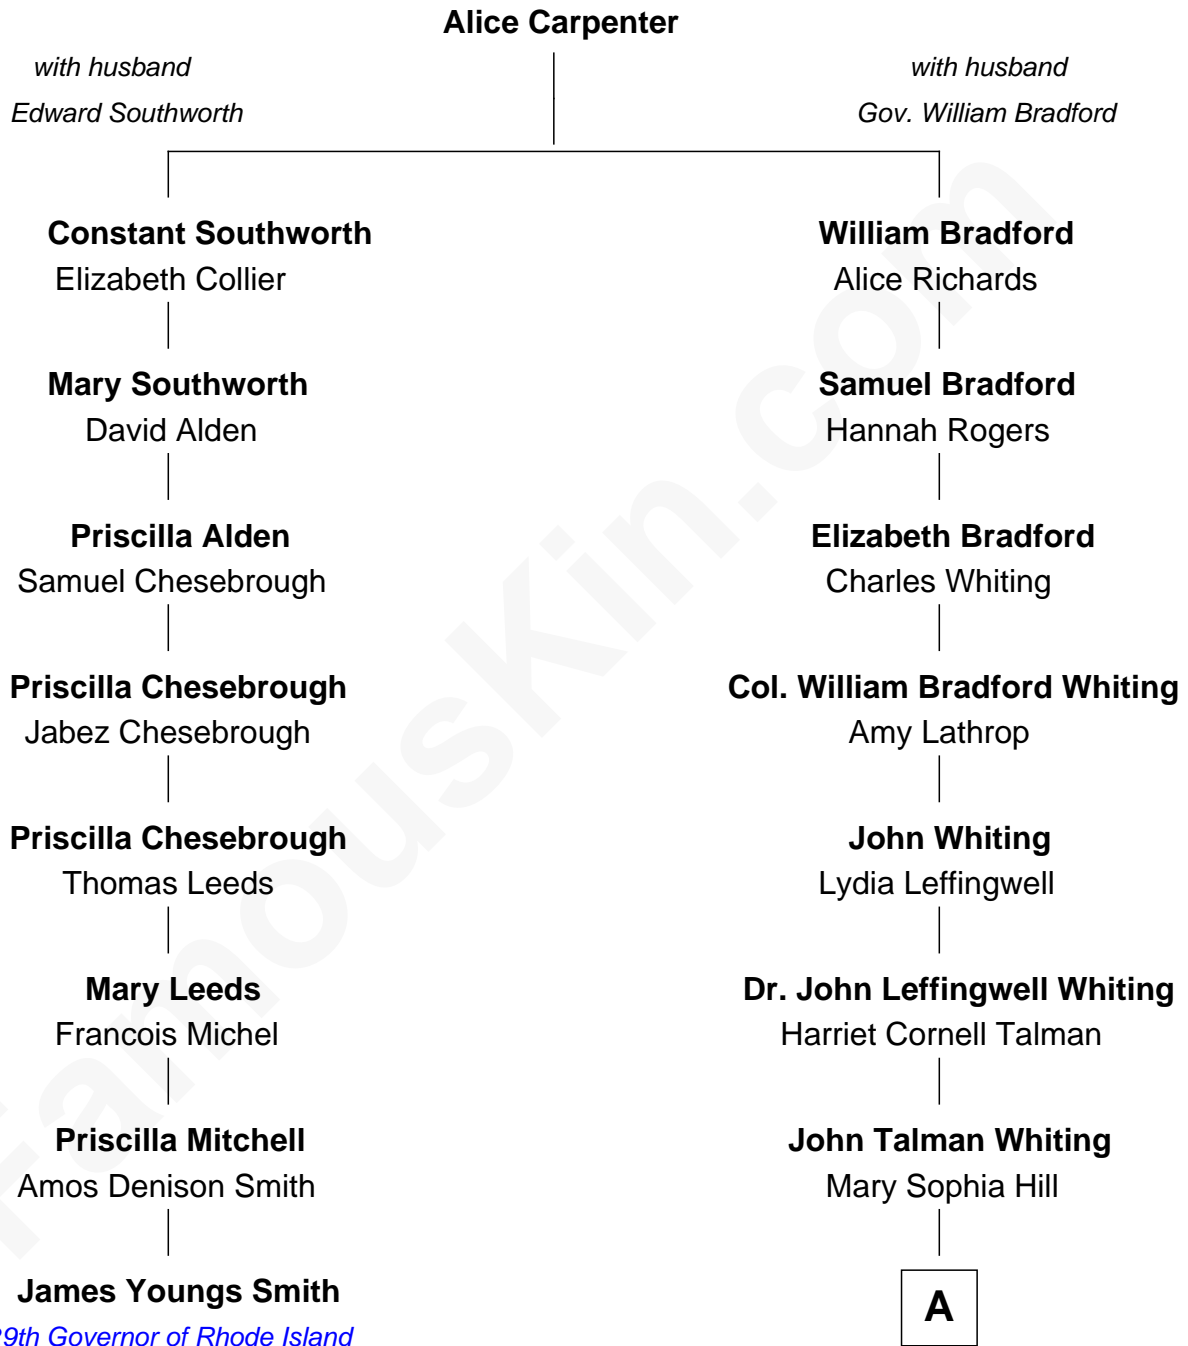 Alice Carpenter
with husband
Edward Southworth
with husband
Gov. William Bradford
Constant Southworth
Elizabeth Collier
William Bradford
Alice Richards
Mary Southworth
David Alden
Samuel Bradford
Hannah Rogers
Priscilla Alden
Samuel Chesebrough
Elizabeth Bradford
Charles Whiting
Priscilla Chesebrough
Jabez Chesebrough
Col. William Bradford Whiting
Amy Lathrop
Priscilla Chesebrough
Thomas Leeds
John Whiting
Lydia Leffingwell
Mary Leeds
Francois Michel
Dr. John Leffingwell Whiting
Harriet Cornell Talman
Priscilla Mitchell
Amos Denison Smith
John Talman Whiting
Mary Sophia Hill
James Youngs Smith
9th Governor of Rhode Island
A
FamousKin.com